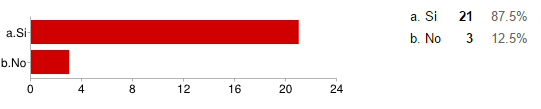 a.Si
b.No
0 4 8 12 16 20 24
a. Si 21 87.5%
b. No 3 12.5%